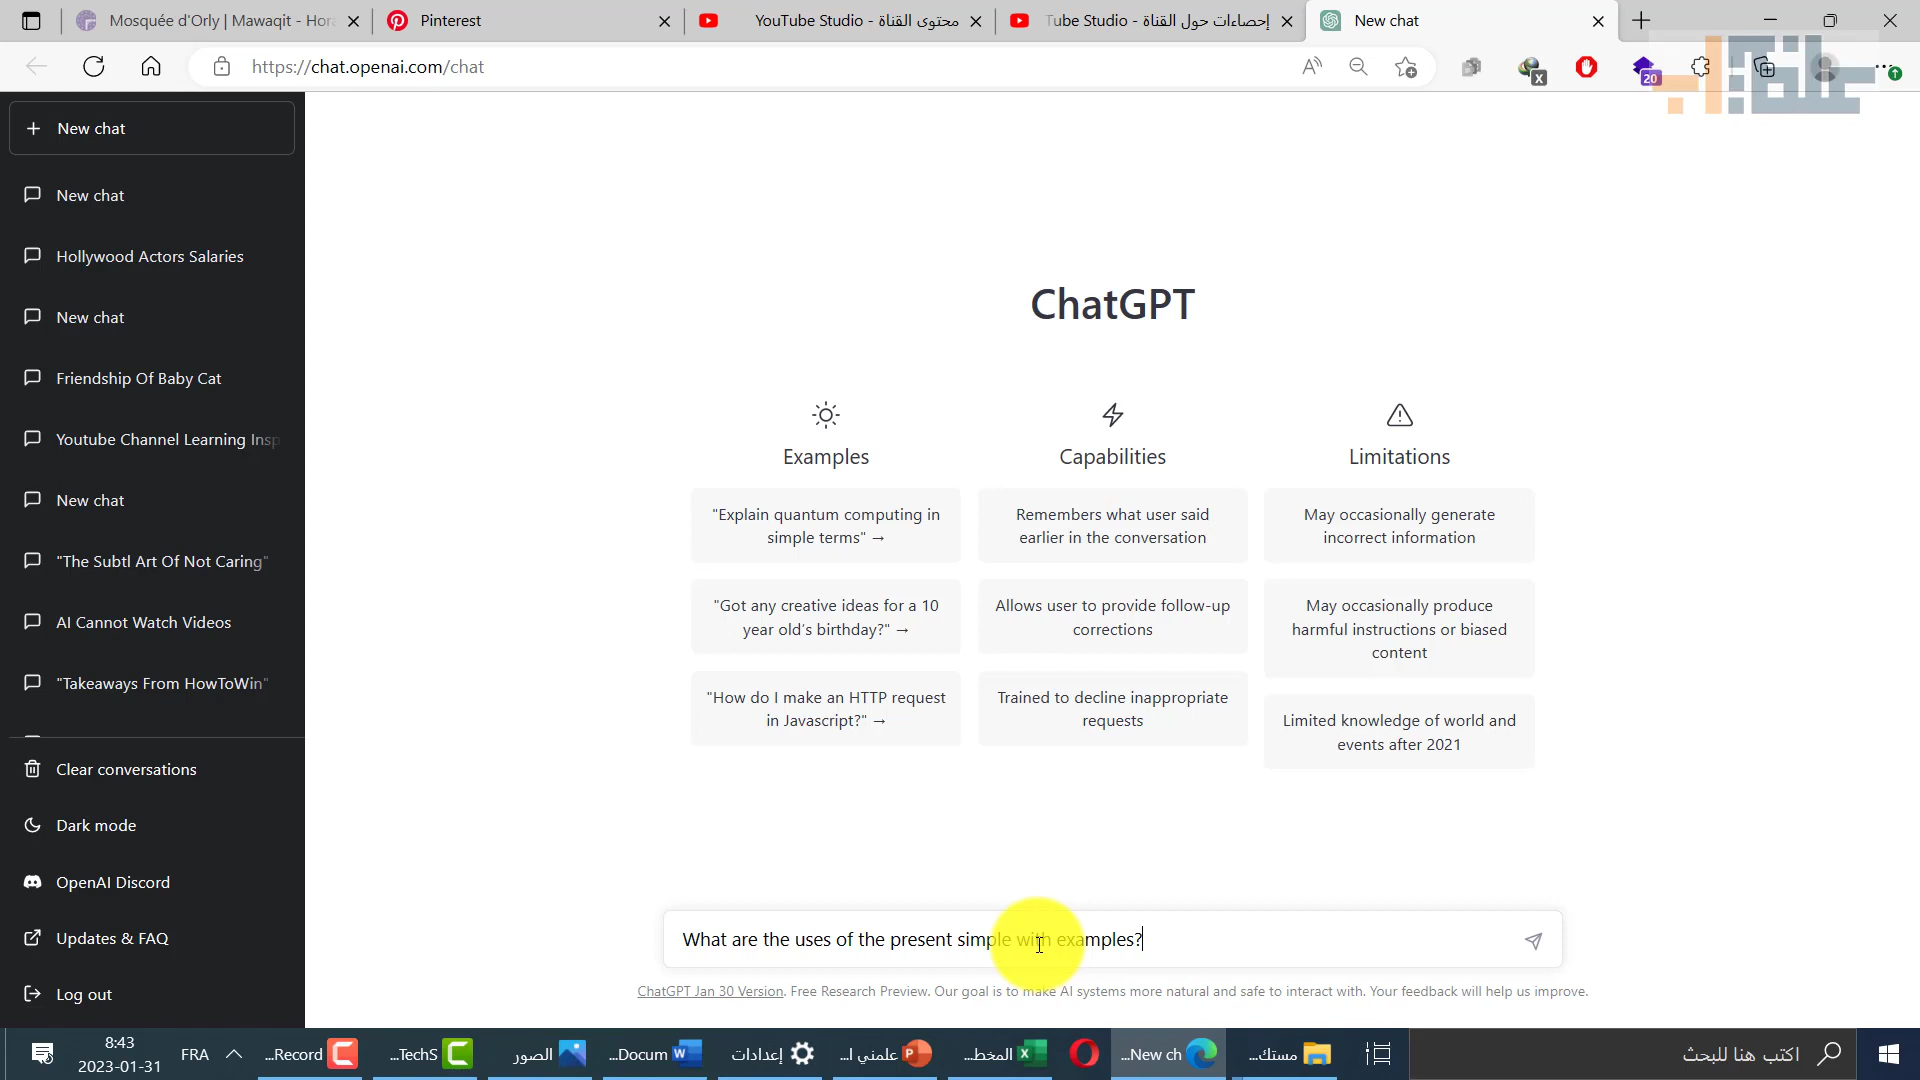 Mosquée d'Orly | Mawaqit - Hora
Pinterest
محتوى القناة - YouTube Studio
إحصاءات حول القناة - Tube Studio
New chat
https://chat.openai.com/chat
X
20
New chat
New chat
Hollywood Actors Salaries
New chat
Friendship Of Baby Cat
Youtube Channel Learning Insp
New chat
"The Subtl Art Of Not Caring"
AI Cannot Watch Videos
"Takeaways From HowToWin"
Clear conversations
Dark mode
OpenAI Discord
Updates & FAQ
Log out
ChatGPT
Examples
"Explain quantum computing in
simple terms" →
"Got any creative ideas for a 10
year old's birthday?" →
"How do I make an HTTP request
in Javascript?" →
Capabilities
Remembers what user said
earlier in the conversation
Allows user to provide follow-up
corrections
Trained to decline inappropriate
requests
Limitations
May occasionally generate
incorrect information
May occasionally produce
harmful instructions or biased
content
Limited knowledge of world and
events after 2021
What are the uses of the present simple with examples?
ChatGPT Jan 30 Version. Free Research Preview. Our goal is to make AI systems more natural and safe to interact with. Your feedback will help us improve.
8:43
2023-01-31
FRA
...Record
...TechS
الصور
...Docum
إعدادات
علمني ا...
المخط...
...New ch
مستك...
اكتب هنا للبحث